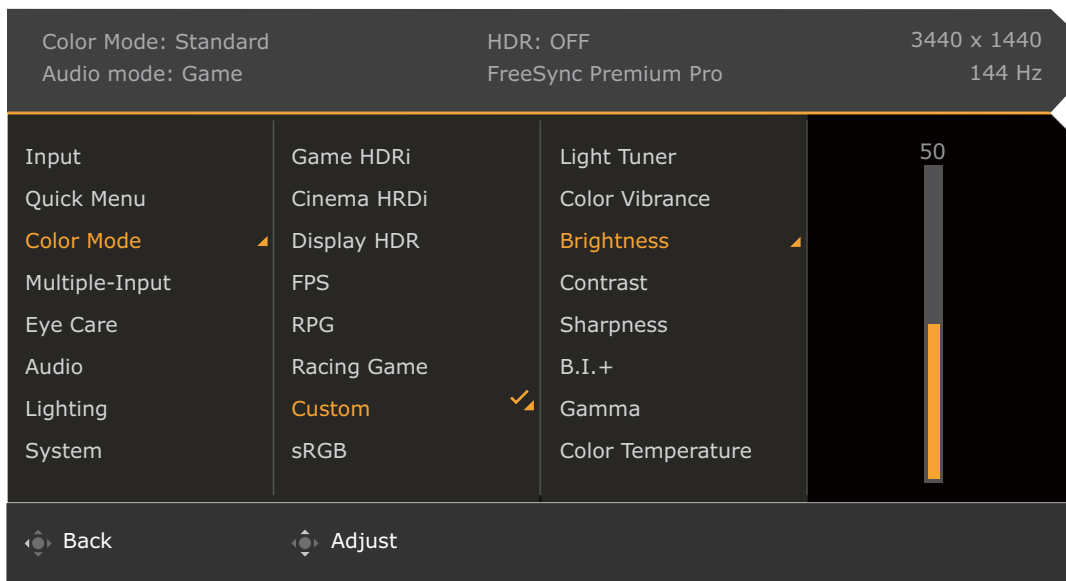 Color Mode: Standard
HDR: OFF
3440 x 1440
Audio mode: Game
FreeSync Premium Pro
144 Hz
Input
Quick Menu
Color Mode
Multiple-Input
Eye Care
Audio
Lighting
System
Game HDRi
Cinema HRDi
Display HDR
FPS
RPG
Racing Game
Custom
sRGB
Light Tuner
Color Vibrance
Brightness
Contrast
Sharpness
B.I.+
Gamma
Color Temperature
50
Back
Adjust